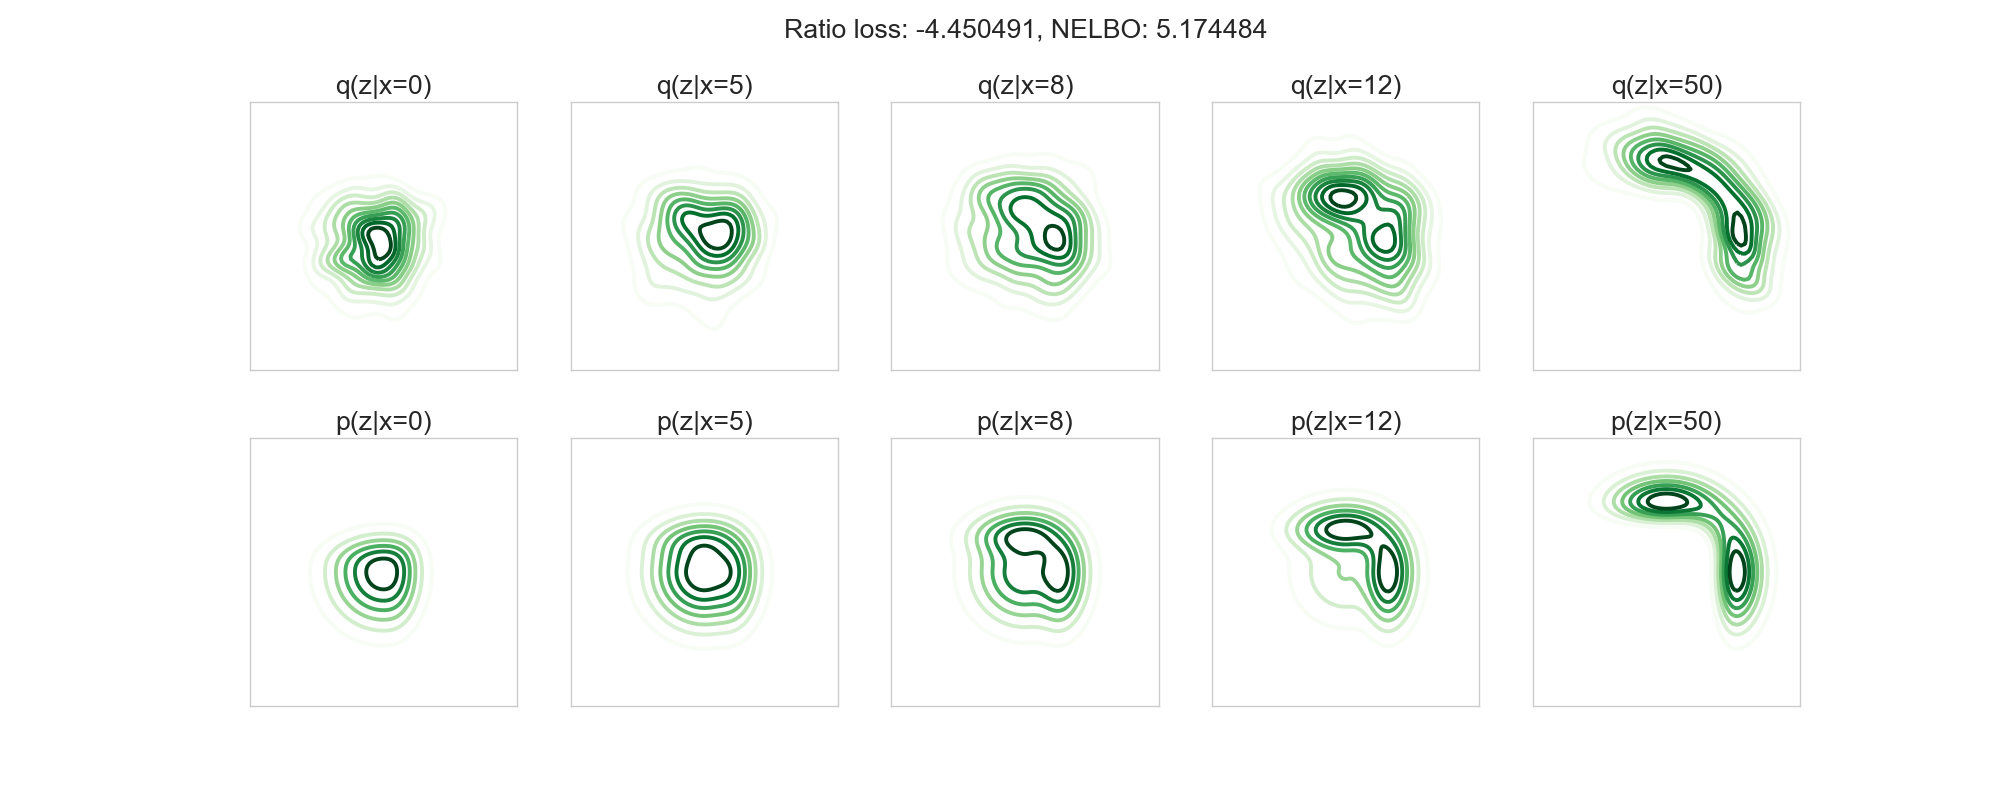 Ratio loss: -4.450491, NELBO: 5.174484
q(z|x=0) q(z|x=5) q(z|x=8) q(z|x=12) q(z|x=50)
p(z|x=0) p(z|x=5) p(z|x=8) p(z|x=12) p(z|x=50)